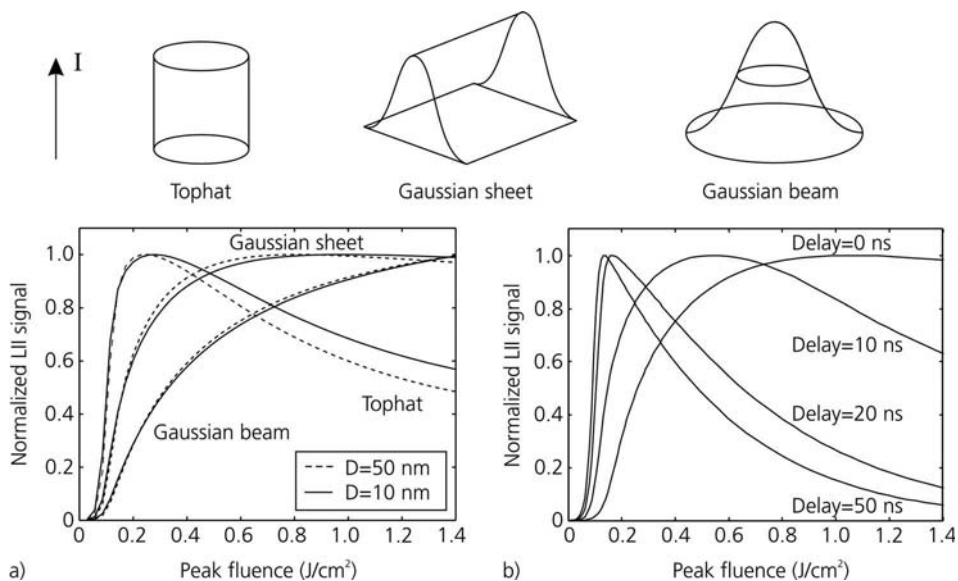 I
Tophat
Gaussian sheet
Gaussian beam
Normalized LII signal
1.0
0.8
0.6
0.4
0.2
0
Gaussian sheet
Gaussian beam
Tophat
D=50 nm
D=10 nm
0 0.2 0.4 0.6 0.8 1.0 1.2 1.4
a) Peak fluence (J/cm²)
Normalized LII signal
1.0
0.8
0.6
0.4
0.2
0
Delay=0 ns
Delay=10 ns
Delay=20 ns
Delay=50 ns
0 0.2 0.4 0.6 0.8 1.0 1.2 1.4
b) Peak fluence (J/cm²)